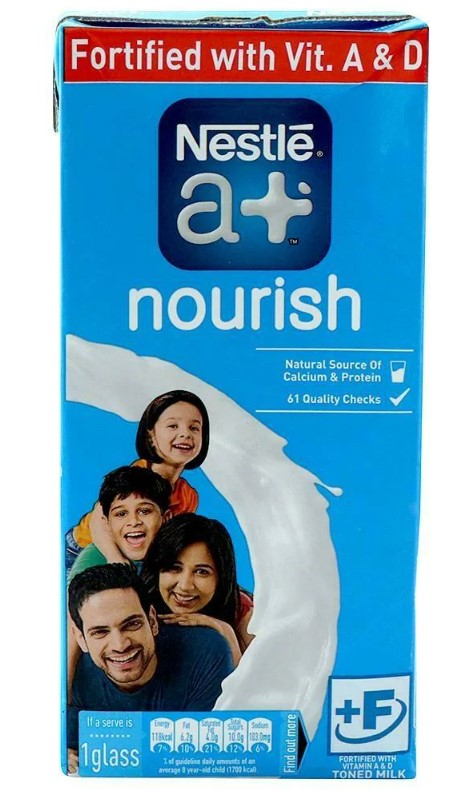 Fortified with Vit. A & D
Nestlé®
a+
TM
nourish
Natural Source Of
Calcium & Protein
61 Quality Checks
If a serve is
1glass
Energy
118kcal
7%
Fat
6.2g
10%
Saturated
4.0g
21%
Total Sugars
10.0g
12%
Sodium
103.0mg
6%
% of guideline daily amounts of an
average 8 year-old child (1700 kcal)
Find out more
+F
FORTIFIED WITH
VITAMIN A & D
TONED MILK